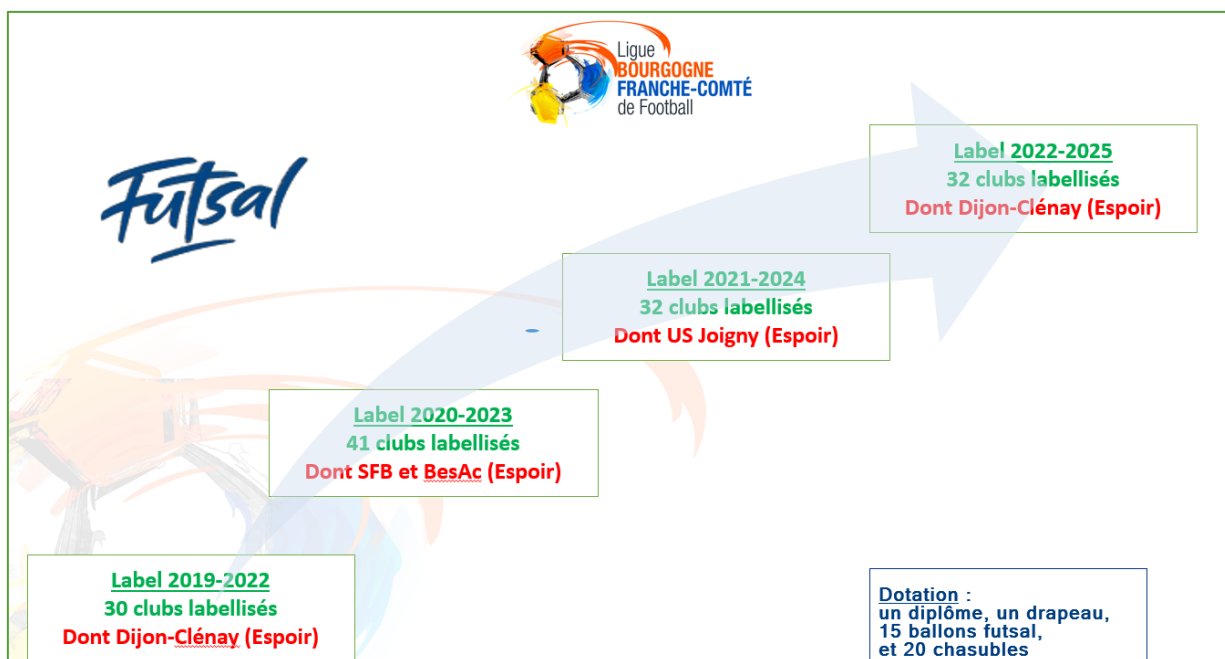 Ligue
BOURGOGNE
FRANCHE-COMTÉ
de Football
Futsal
Label 2022-2025
32 clubs labellisés
Dont Dijon-Clénay (Espoir)
Label 2021-2024
32 clubs labellisés
Dont US Joigny (Espoir)
Label 2020-2023
41 clubs labellisés
Dont SFB et BesAc (Espoir)
Label 2019-2022
30 clubs labellisés
Dont Dijon-Clénay (Espoir)
Dotation :
un diplôme, un drapeau,
15 ballons futsal,
et 20 chasubles